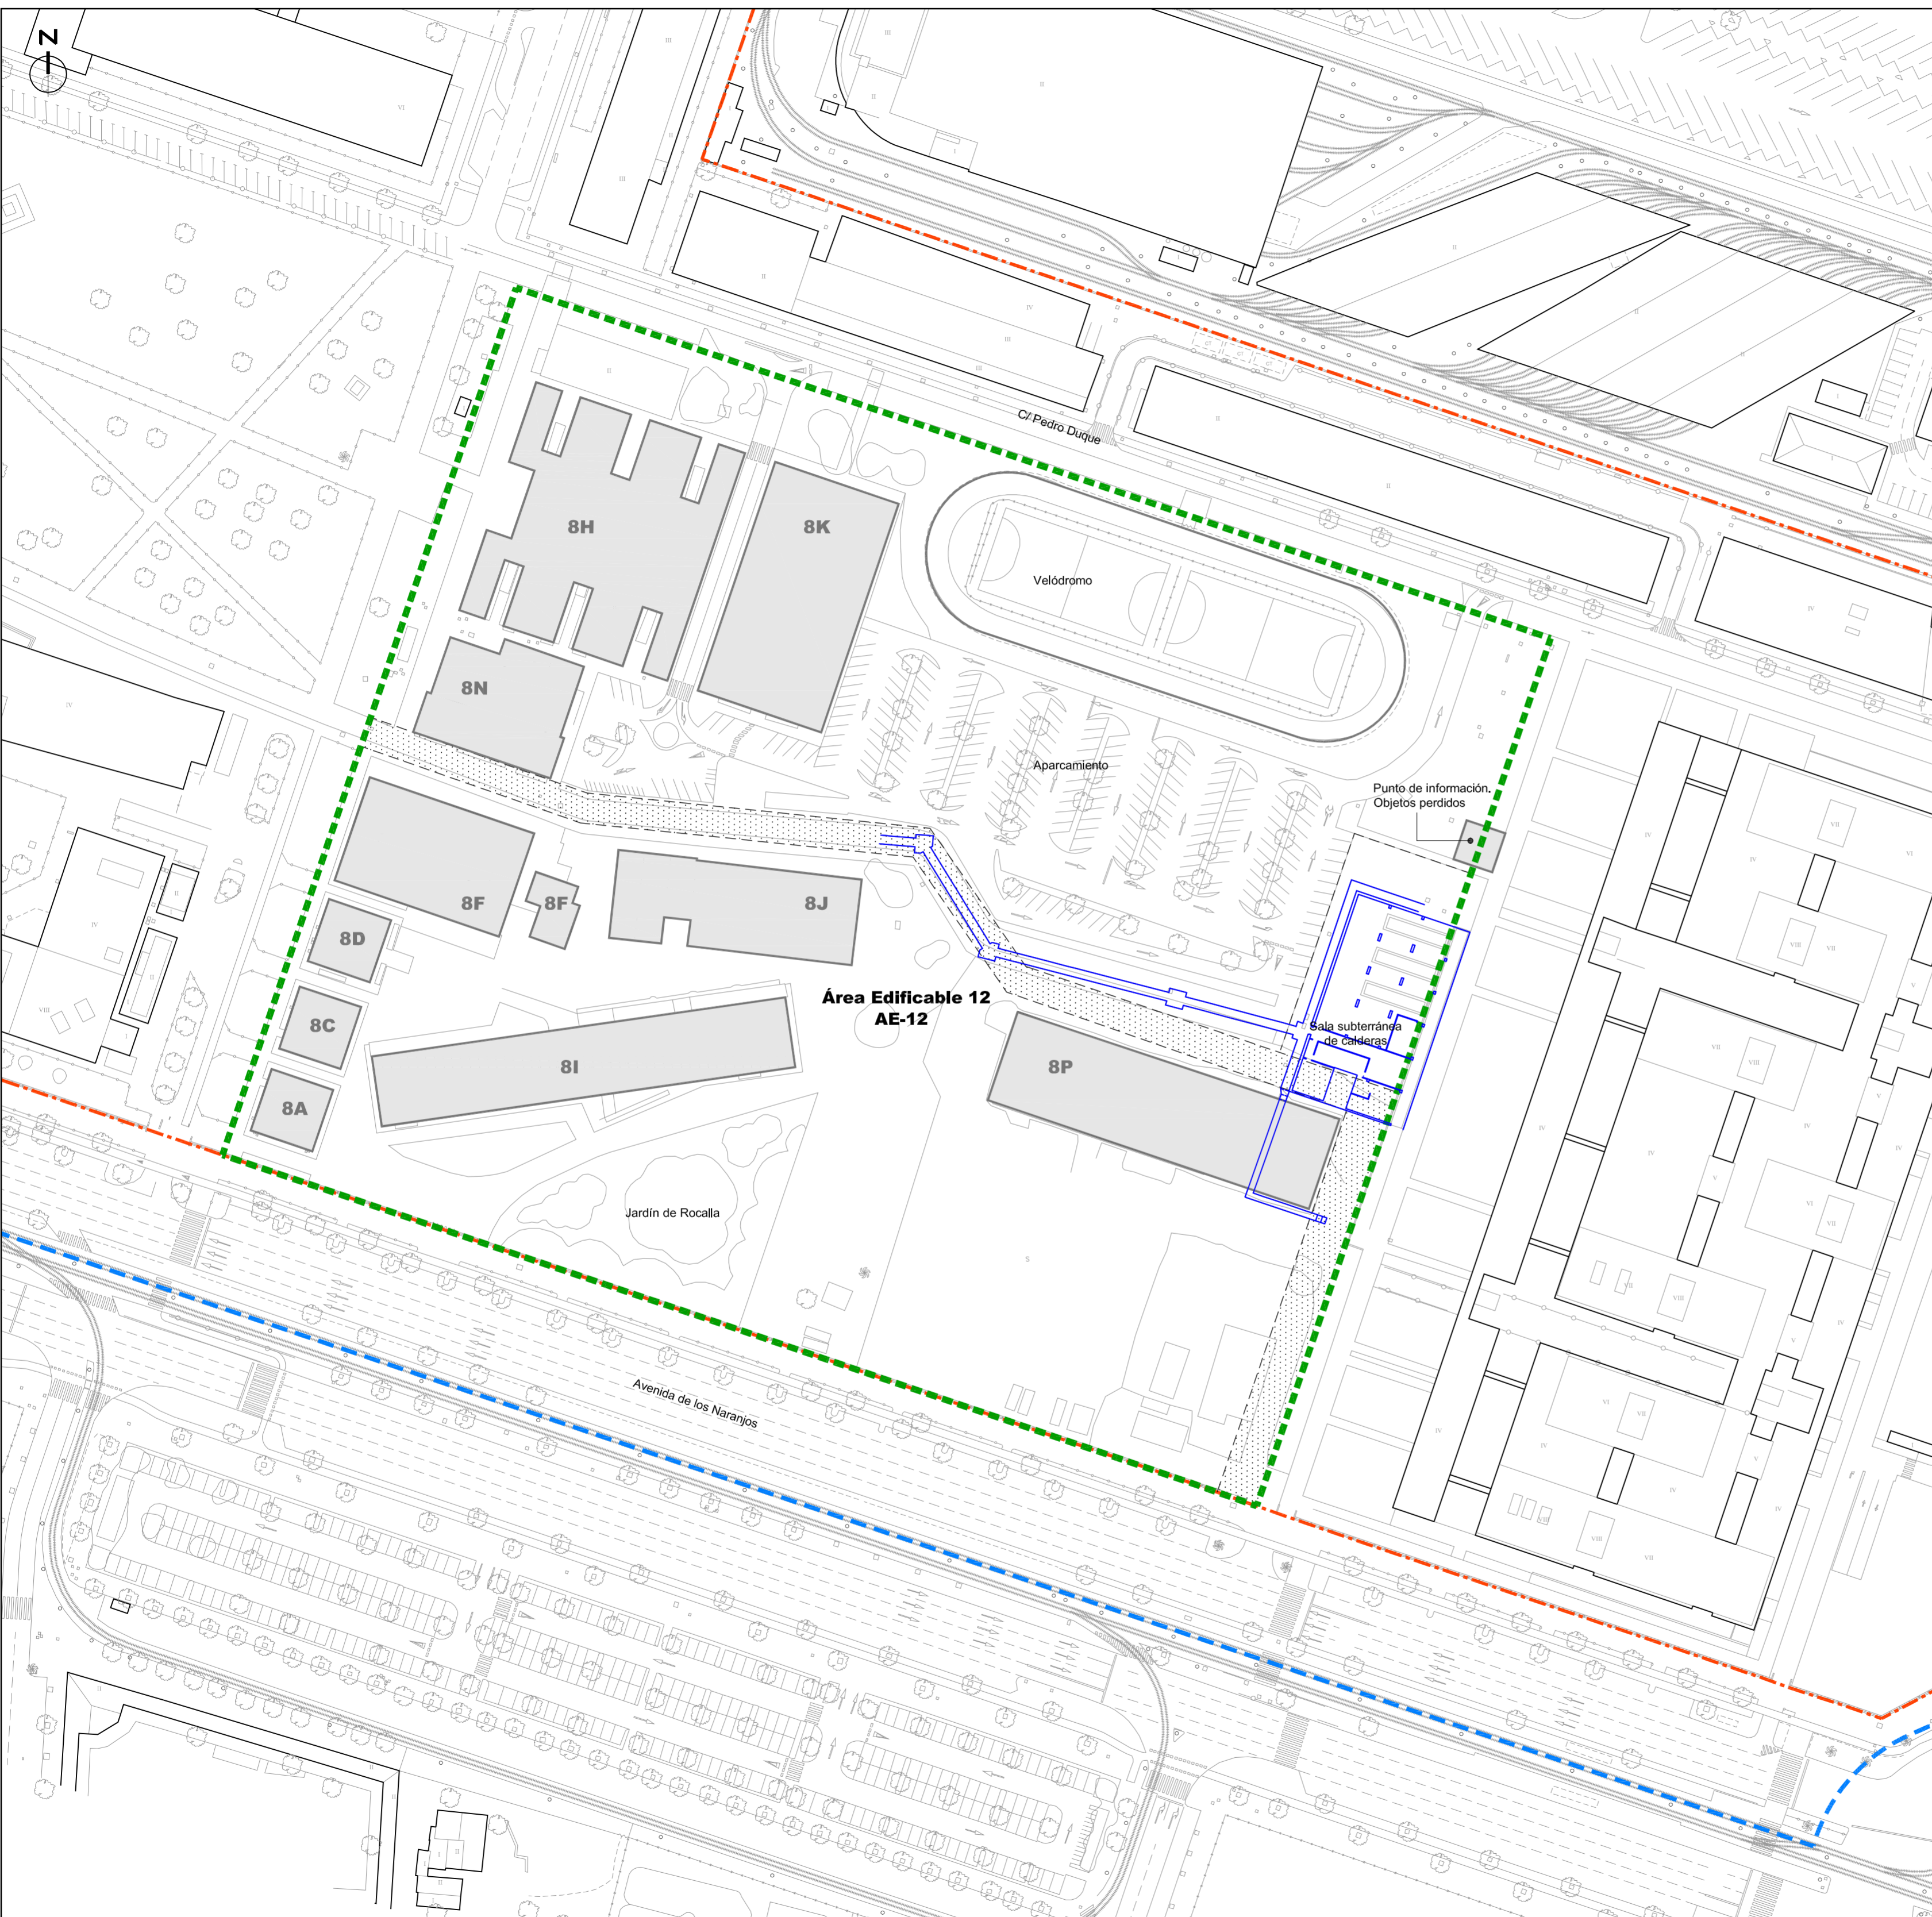 N
C/ Pedro Duque
8H
8K
Velódromo
8N
Aparcamiento
Punto de información.
Objetos perdidos
8F
8F
8J
8D
Área Edificable 12
AE-12
8C
Sala subterránea
de calderas
8I
8P
8A
Jardín de Rocalla
Avenida de los Naranjos